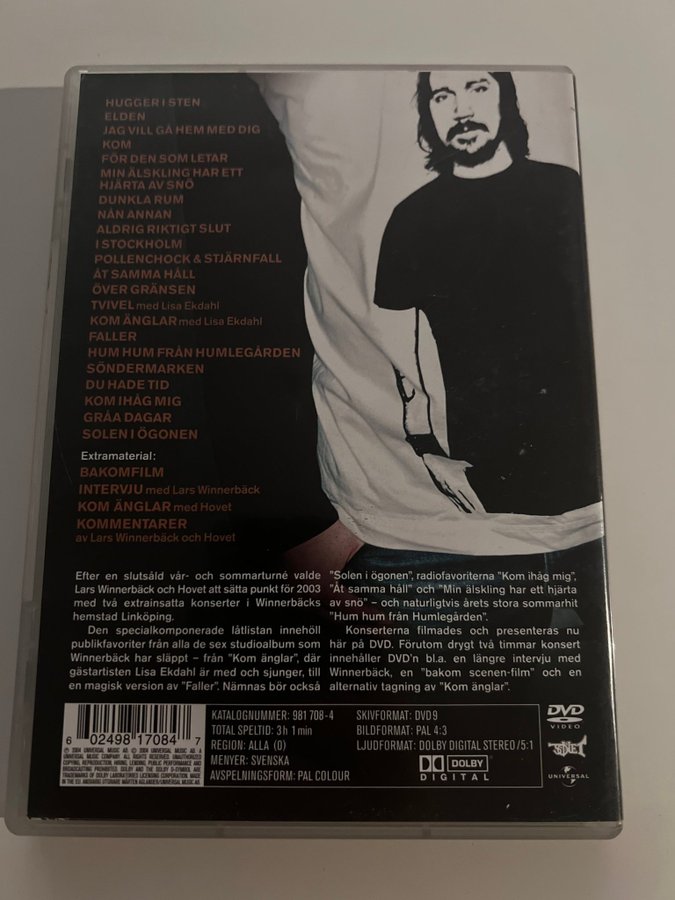 HUGGER I STEN
ELDEN
JAG VILL GÅ HEM MED DIG
KOM
FÖR DEN SOM LETAR
MIN ÄLSKLING HAR ETT
HJÄRTA AV SNÖ
DUNKLA RUM
NÅN ANNAN
ALDRIG RIKTIGT SLUT
I STOCKHOLM
POLLENCHOCK & STJÄRNFALL
ÅT SAMMA HÅLL
ÖVER GRÄNSEN
TVIVEL med Lisa Ekdahl
KOM ÄNGLAR med Lisa Ekdahl
FALLER
HUM HUM FRÅN HUMLEGÅRDEN
SÖNDERMARKEN
DU HADE TID
KOM IHÅG MIG
GRÅA DAGAR
SOLEN I ÖGONEN
Extramaterial:
BAKOMFILM
INTERVJU med Lars Winnerbäck
KOM ÄNGLAR med Hovet
KOMMENTARER
av Lars Winnerbäck och Hovet
Efter en slutsåld vår- och sommarturné valde
Lars Winnerbäck och Hovet att sätta punkt för 2003
med två extrainsatta konserter i Winnerbäcks
hemstad Linköping.
Den specialkomponerade låtlistan innehöll
publikfavoriter från alla de sex studioalbum som
Winnerbäck har släppt – från "Kom änglar", där
gästartisten Lisa Ekdahl är med och sjunger, till
en magisk version av "Faller". Nämnas bör också
"Solen i ögonen", radiofavoriterna "Kom ihåg mig",
"Åt samma håll" och "Min älskling har ett hjärta
av snö" – och naturligtvis årets stora sommarhit
"Hum hum från Humlegården".
Konserterna filmades och presenteras nu
här på DVD. Förutom drygt två timmar konsert
innehåller DVD'n bl.a. en längre intervju med
Winnerbäck, en "bakom scenen-film" och en
alternativ tagning av "Kom änglar".
6 02498 17084 7
KATALOGNUMMER: 981 708-4
TOTAL SPELTID: 3h 1 min
REGION: ALLA (0)
MENYER: SVENSKA
AVSPELNINGSFORM: PAL COLOUR
SKIVFORMAT: DVD 9
BILDFORMAT: PAL 4:3
LJUDFORMAT: DOLBY DIGITAL STEREO/5:1
DOLBY
DIGITAL
DVD
VIDEO
UNIVERSAL